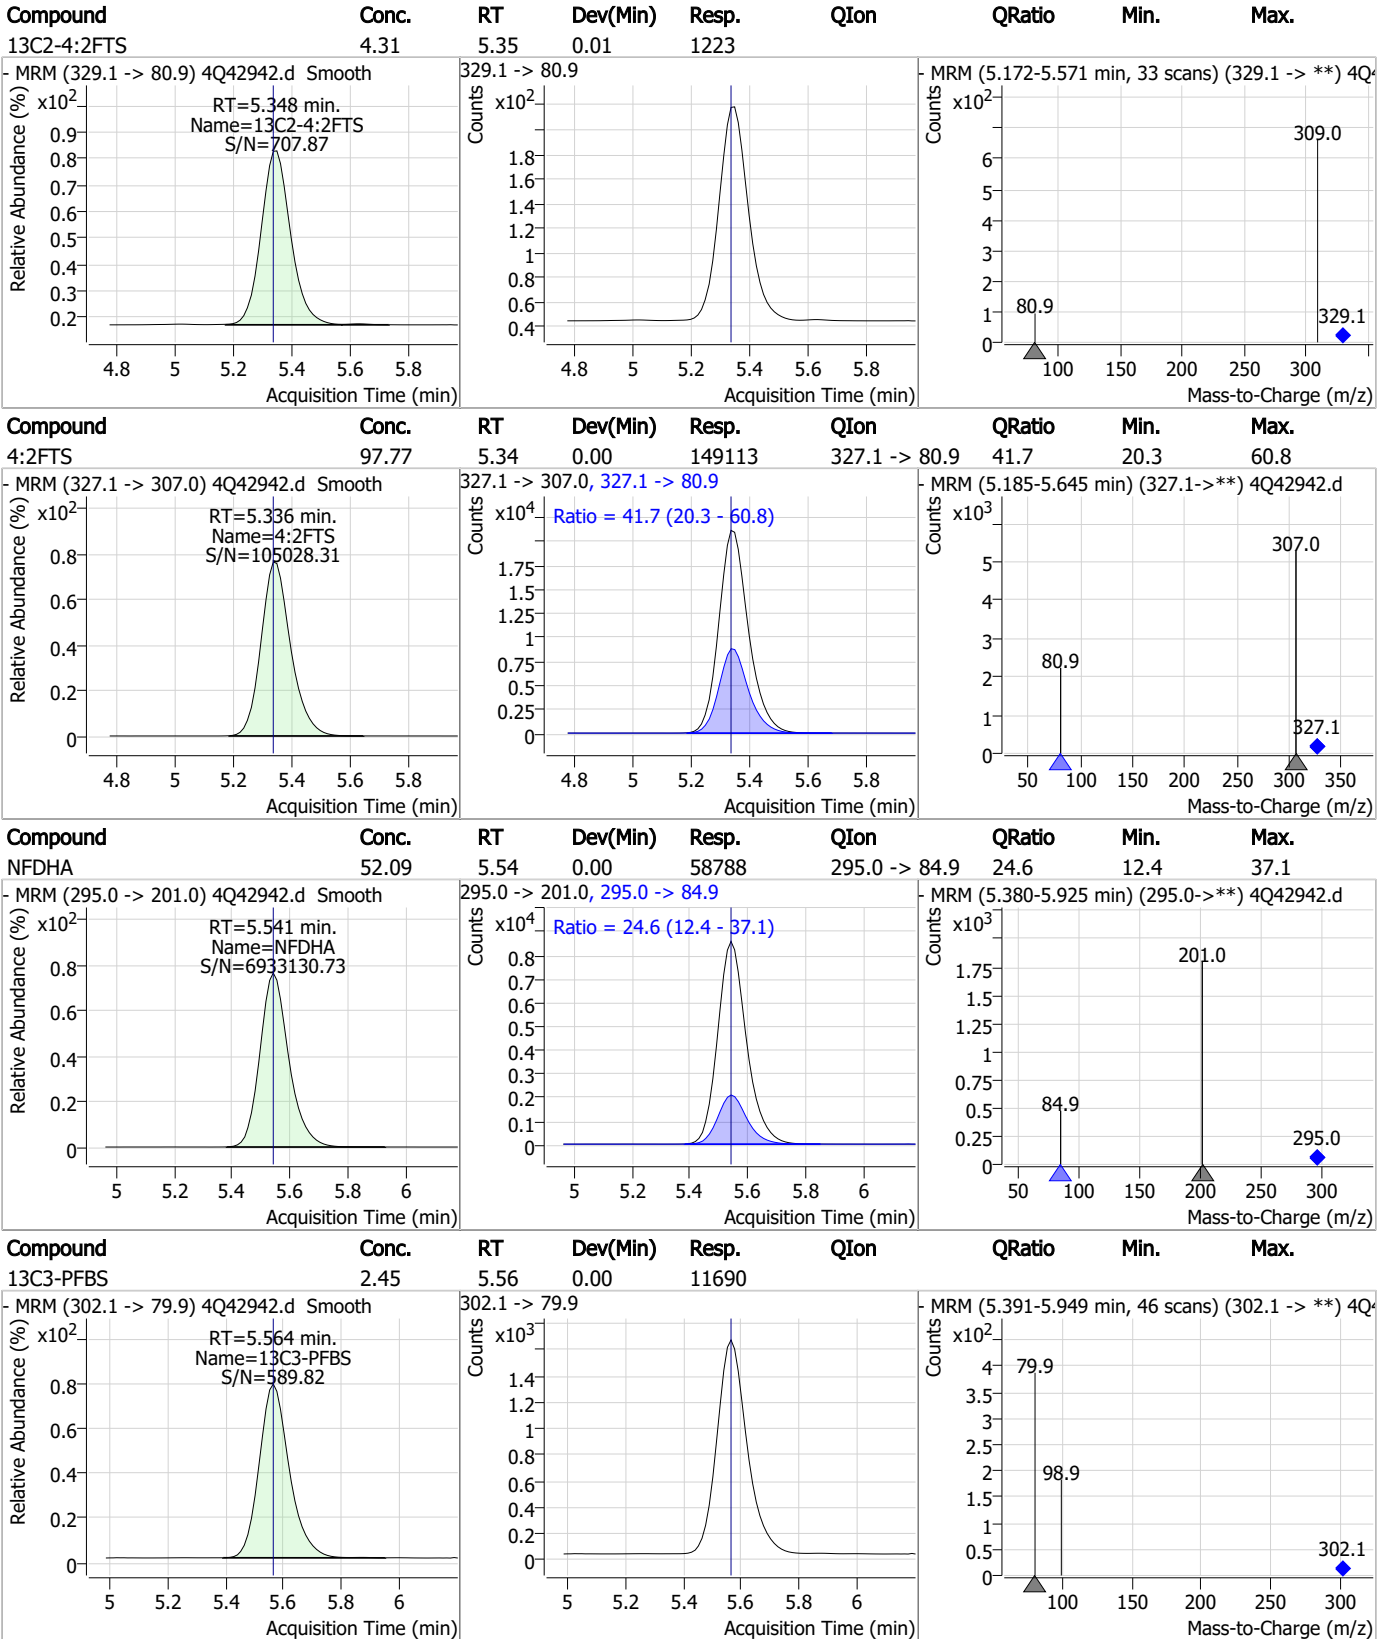 Compound Conc. RT Dev(Min) Resp. QIon QRatio Min. Max.
13C2-4:2FTS 4.31 5.35 0.01 1223
- MRM (329.1 -> 80.9) 4Q42942.d Smooth
Relative Abundance (%)
x10²
RT=5.348 min.
Name=13C2-4:2FTS
S/N=707.87
0.9
0.8
0.7
0.6
0.5
0.4
0.3
0.2
4.8 5 5.2 5.4 5.6 5.8
Acquisition Time (min)
329.1 -> 80.9
Counts
x10²
1.8
1.6
1.4
1.2
1
0.8
0.6
0.4
4.8 5 5.2 5.4 5.6 5.8
Acquisition Time (min)
- MRM (5.172-5.571 min, 33 scans) (329.1 -> **) 4Q4
Counts
x10²
309.0
80.9
329.1
6
5
4
3
2
1
0
100 150 200 250 300
Mass-to-Charge (m/z)
Compound Conc. RT Dev(Min) Resp. QIon QRatio Min. Max.
4:2FTS 97.77 5.34 0.00 149113 327.1 -> 80.9 41.7 20.3 60.8
- MRM (327.1 -> 307.0) 4Q42942.d Smooth
Relative Abundance (%)
x10²
RT=5.336 min.
Name=4:2FTS
S/N=105028.31
0.8
0.6
0.4
0.2
0
4.8 5 5.2 5.4 5.6 5.8
Acquisition Time (min)
327.1 -> 307.0, 327.1 -> 80.9
Counts
x10⁴
Ratio = 41.7 (20.3 - 60.8)
1.75
1.5
1.25
1
0.75
0.5
0.25
0
4.8 5 5.2 5.4 5.6 5.8
Acquisition Time (min)
- MRM (5.185-5.645 min) (327.1->**) 4Q42942.d
Counts
x10³
307.0
80.9
327.1
5
4
3
2
1
0
50 100 150 200 250 300 350
Mass-to-Charge (m/z)
Compound Conc. RT Dev(Min) Resp. QIon QRatio Min. Max.
NFDHA 52.09 5.54 0.00 58788 295.0 -> 84.9 24.6 12.4 37.1
- MRM (295.0 -> 201.0) 4Q42942.d Smooth
Relative Abundance (%)
x10²
RT=5.541 min.
Name=NFDHA
S/N=6933130.73
0.8
0.6
0.4
0.2
0
5 5.2 5.4 5.6 5.8 6
Acquisition Time (min)
295.0 -> 201.0, 295.0 -> 84.9
Counts
x10⁴
Ratio = 24.6 (12.4 - 37.1)
0.8
0.7
0.6
0.5
0.4
0.3
0.2
0.1
0
5 5.2 5.4 5.6 5.8 6
Acquisition Time (min)
- MRM (5.380-5.925 min) (295.0->**) 4Q42942.d
Counts
x10³
201.0
84.9
295.0
1.75
1.5
1.25
1
0.75
0.5
0.25
0
50 100 150 200 250 300
Mass-to-Charge (m/z)
Compound Conc. RT Dev(Min) Resp. QIon QRatio Min. Max.
13C3-PFBS 2.45 5.56 0.00 11690
- MRM (302.1 -> 79.9) 4Q42942.d Smooth
Relative Abundance (%)
x10²
RT=5.564 min.
Name=13C3-PFBS
S/N=589.82
0.8
0.6
0.4
0.2
0
5 5.2 5.4 5.6 5.8 6
Acquisition Time (min)
302.1 -> 79.9
Counts
x10³
1.4
1.2
1
0.8
0.6
0.4
0.2
0
5 5.2 5.4 5.6 5.8 6
Acquisition Time (min)
- MRM (5.391-5.949 min, 46 scans) (302.1 -> **) 4Q4
Counts
x10²
79.9
98.9
302.1
4
3.5
3
2.5
2
1.5
1
0.5
0
100 150 200 250 300
Mass-to-Charge (m/z)